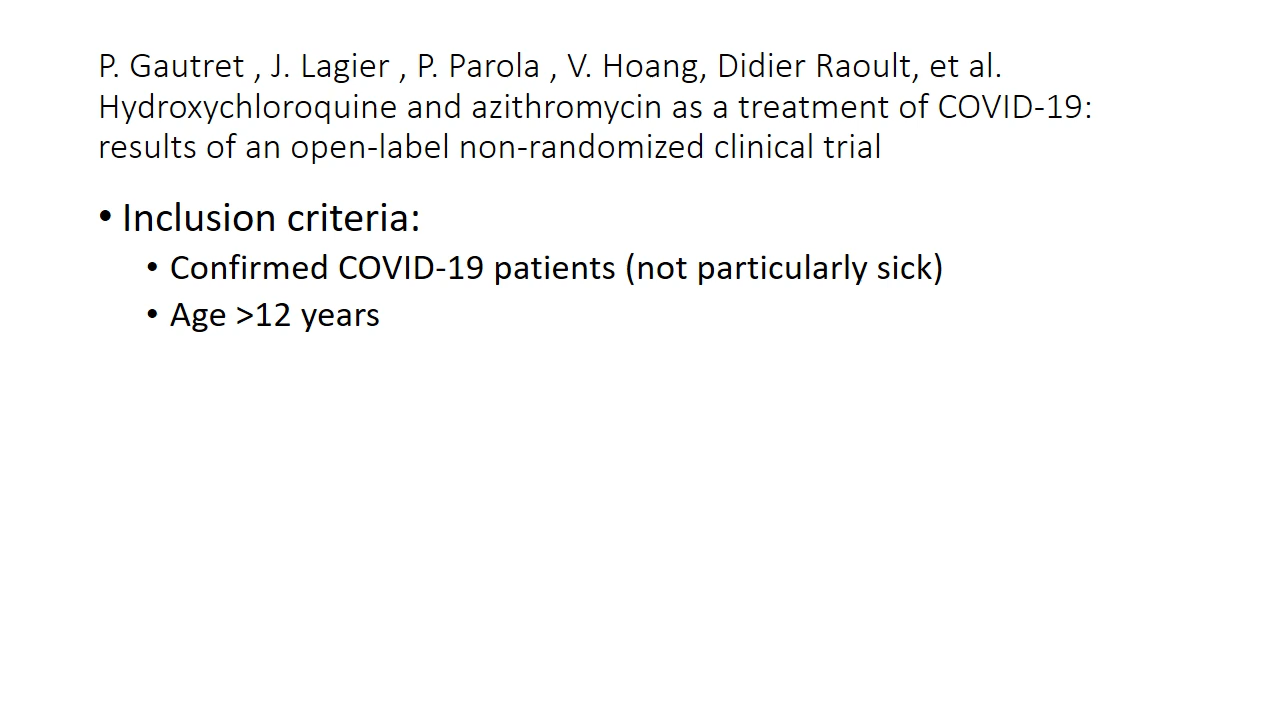 P. Gautret , J. Lagier , P. Parola , V. Hoang, Didier Raoult, et al.
Hydroxychloroquine and azithromycin as a treatment of COVID-19:
results of an open-label non-randomized clinical trial
• Inclusion criteria:
• Confirmed COVID-19 patients (not particularly sick)
• Age >12 years